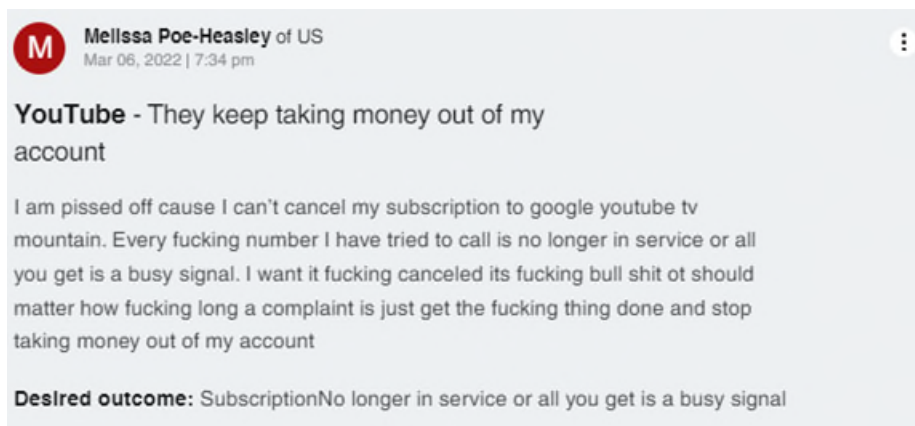 M
Melissa Poe-Heasley of US
Mar 06, 2022 | 7:34 pm
YouTube - They keep taking money out of my
account
I am pissed off cause I can't cancel my subscription to google youtube tv
mountain. Every fucking number I have tried to call is no longer in service or all
you get is a busy signal. I want it fucking canceled its fucking bull shit ot should
matter how fucking long a complaint is just get the fucking thing done and stop
taking money out of my account
Desired outcome: SubscriptionNo longer in service or all you get is a busy signal